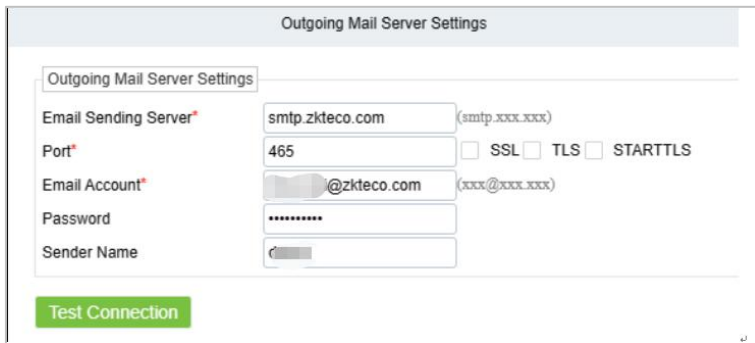 Outgoing Mail Server Settings
Outgoing Mail Server Settings
Email Sending Server* smtp.zkteco.com (smtp.xxx.xxx)
Port* 465 SSL TLS STARTTLS
Email Account* @zkteco.com (xxx@xxx.xxx)
Password ••••••••••
Sender Name
Test Connection